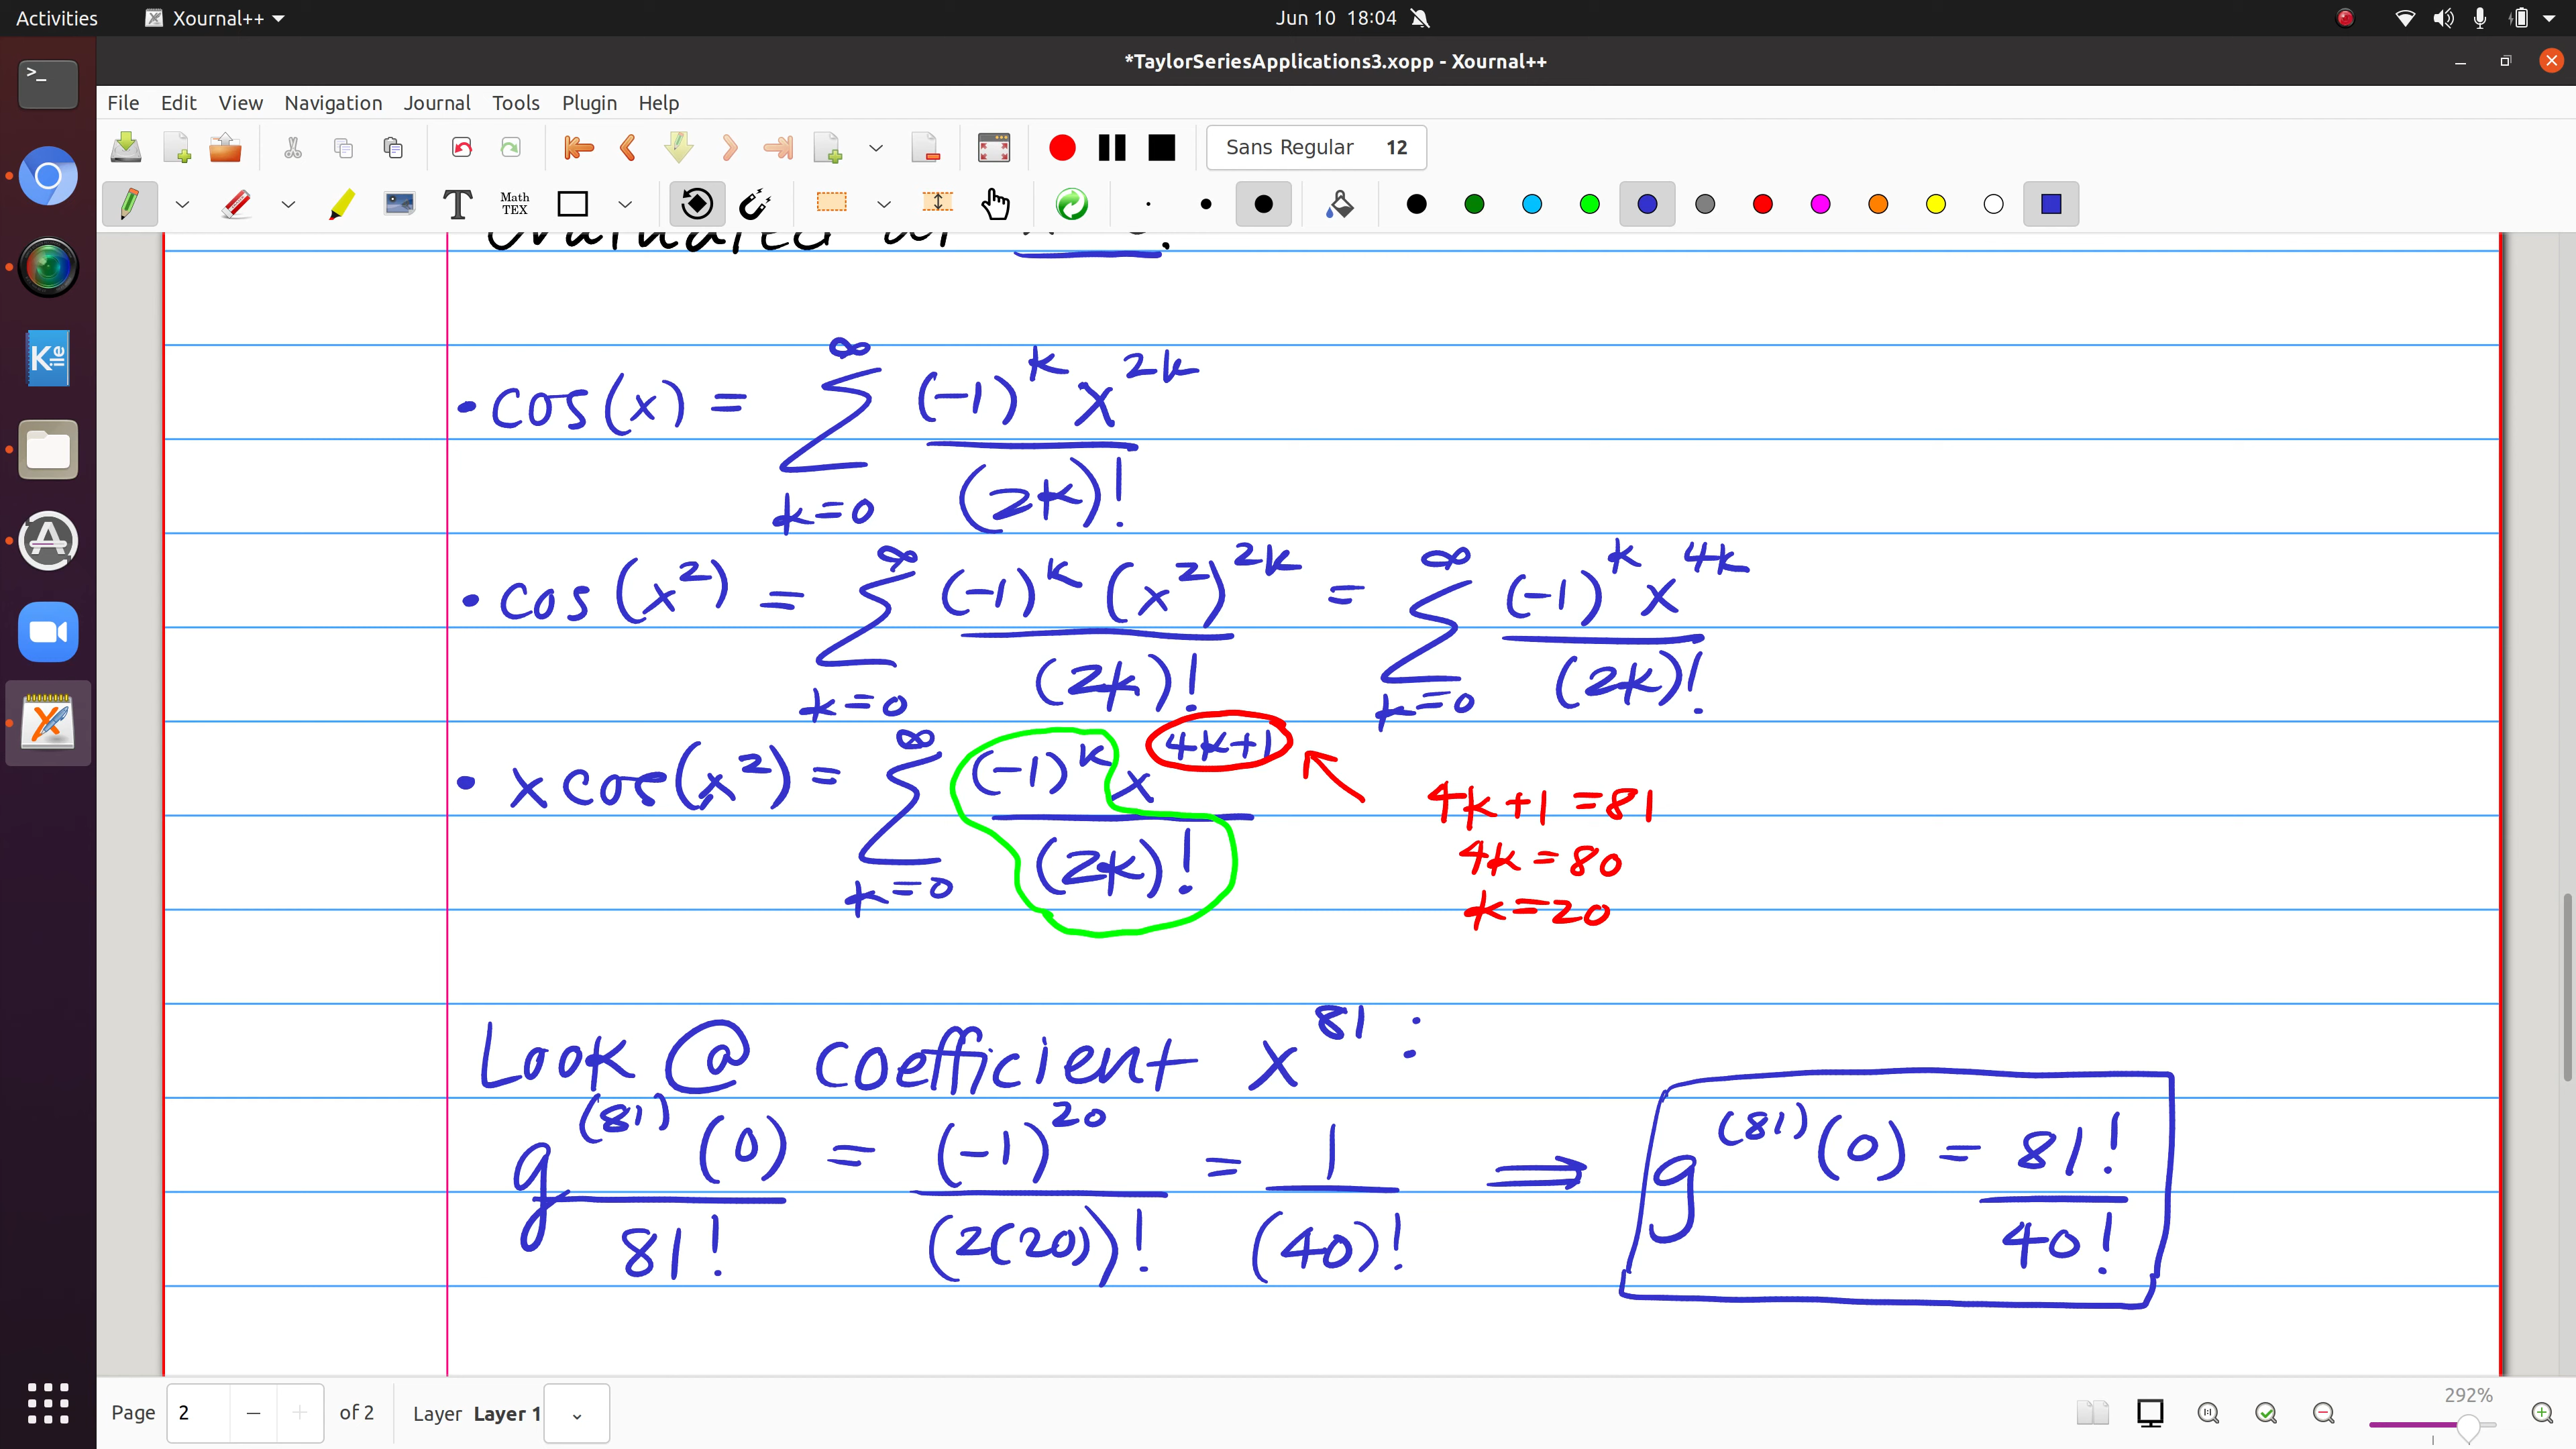 Activities Xournal++ Jun 10 18:04
*TaylorSeriesApplications3.xopp - Xournal++
File Edit View Navigation Journal Tools Plugin Help
Sans Regular 12
T Math TEX
Kile
evaluated at
• cos(x) = ∑_{k=0}^{∞} (-1)^k x^{2k} / (2k)!
• cos(x²) = ∑_{k=0}^{∞} (-1)^k (x²)^{2k} / (2k)! = ∑_{k=0}^{∞} (-1)^k x^{4k} / (2k)!
• x cos(x²) = ∑_{k=0}^{∞} (-1)^k x^{4k+1} / (2k)!
4k+1 = 81
4k = 80
k = 20
Look @ coefficient x^{81} :
g^{(81)}(0) / 81! = (-1)^{20} / (2(20))! = 1 / (40)! ⟹ g^{(81)}(0) = 81! / 40!
Page 2 of 2 Layer Layer 1 292%